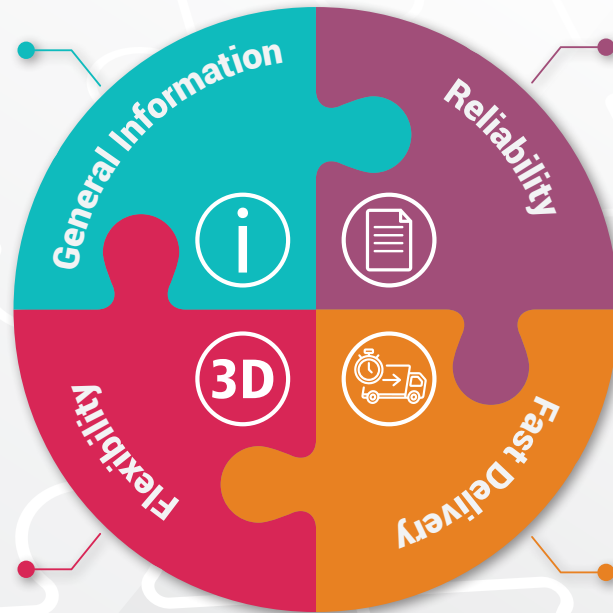 General Information
Reliability
i
3D
Flexibility
Fast Delivery